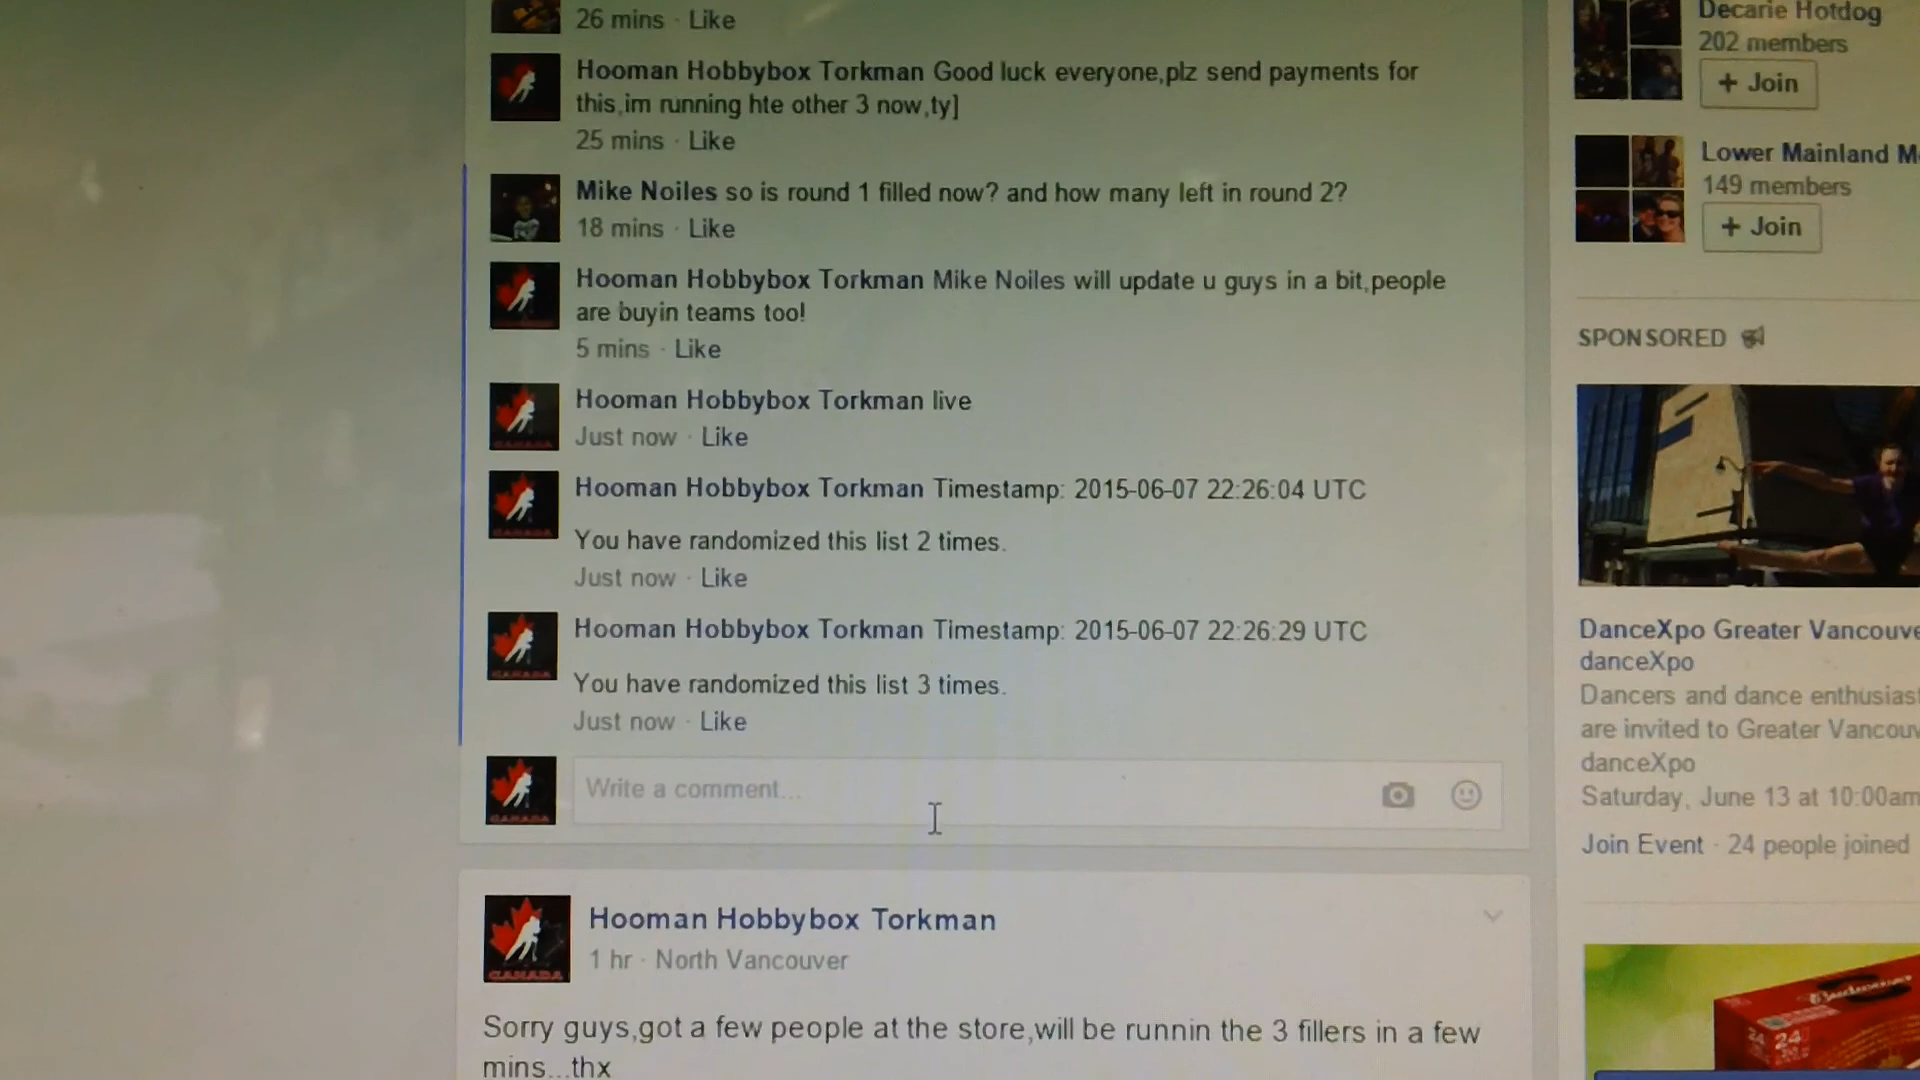 26 mins · Like
Hooman Hobbybox Torkman Good luck everyone,plz send payments for
this,im running hte other 3 now,ty]
25 mins · Like
Mike Noiles so is round 1 filled now? and how many left in round 2?
18 mins · Like
Hooman Hobbybox Torkman Mike Noiles will update u guys in a bit,people
are buyin teams too!
5 mins · Like
Hooman Hobbybox Torkman live
Just now · Like
Hooman Hobbybox Torkman Timestamp: 2015-06-07 22:26:04 UTC
You have randomized this list 2 times.
Just now · Like
Hooman Hobbybox Torkman Timestamp: 2015-06-07 22:26:29 UTC
You have randomized this list 3 times.
Just now · Like
Write a comment...
Hooman Hobbybox Torkman
1 hr · North Vancouver
CANADA
Sorry guys,got a few people at the store,will be runnin the 3 fillers in a few
mins...thx
Decarie Hotdog
202 members
+ Join
Lower Mainland M
149 members
+ Join
SPONSORED
DanceXpo Greater Vancouve
danceXpo
Dancers and dance enthusiast
are invited to Greater Vancouv
danceXpo
Saturday, June 13 at 10:00am
Join Event · 24 people joined
Budweiser
24
24